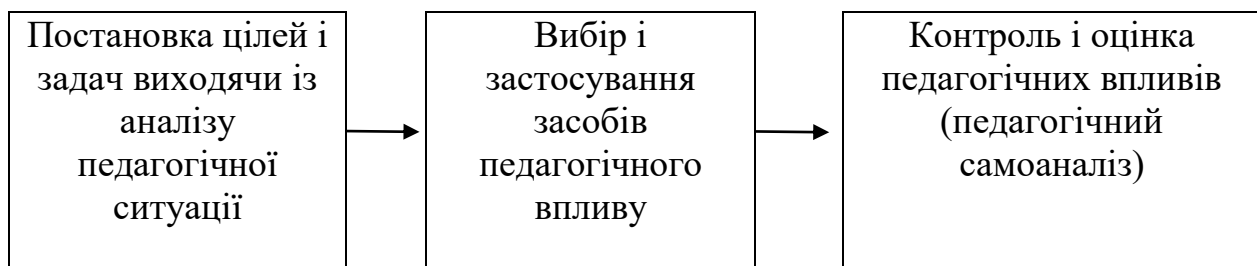 Постановка цілей і
задач виходячи із
аналізу
педагогічної
ситуації
Вибір і
застосування
засобів
педагогічного
впливу
Контроль і оцінка
педагогічних впливів
(педагогічний
самоаналіз)